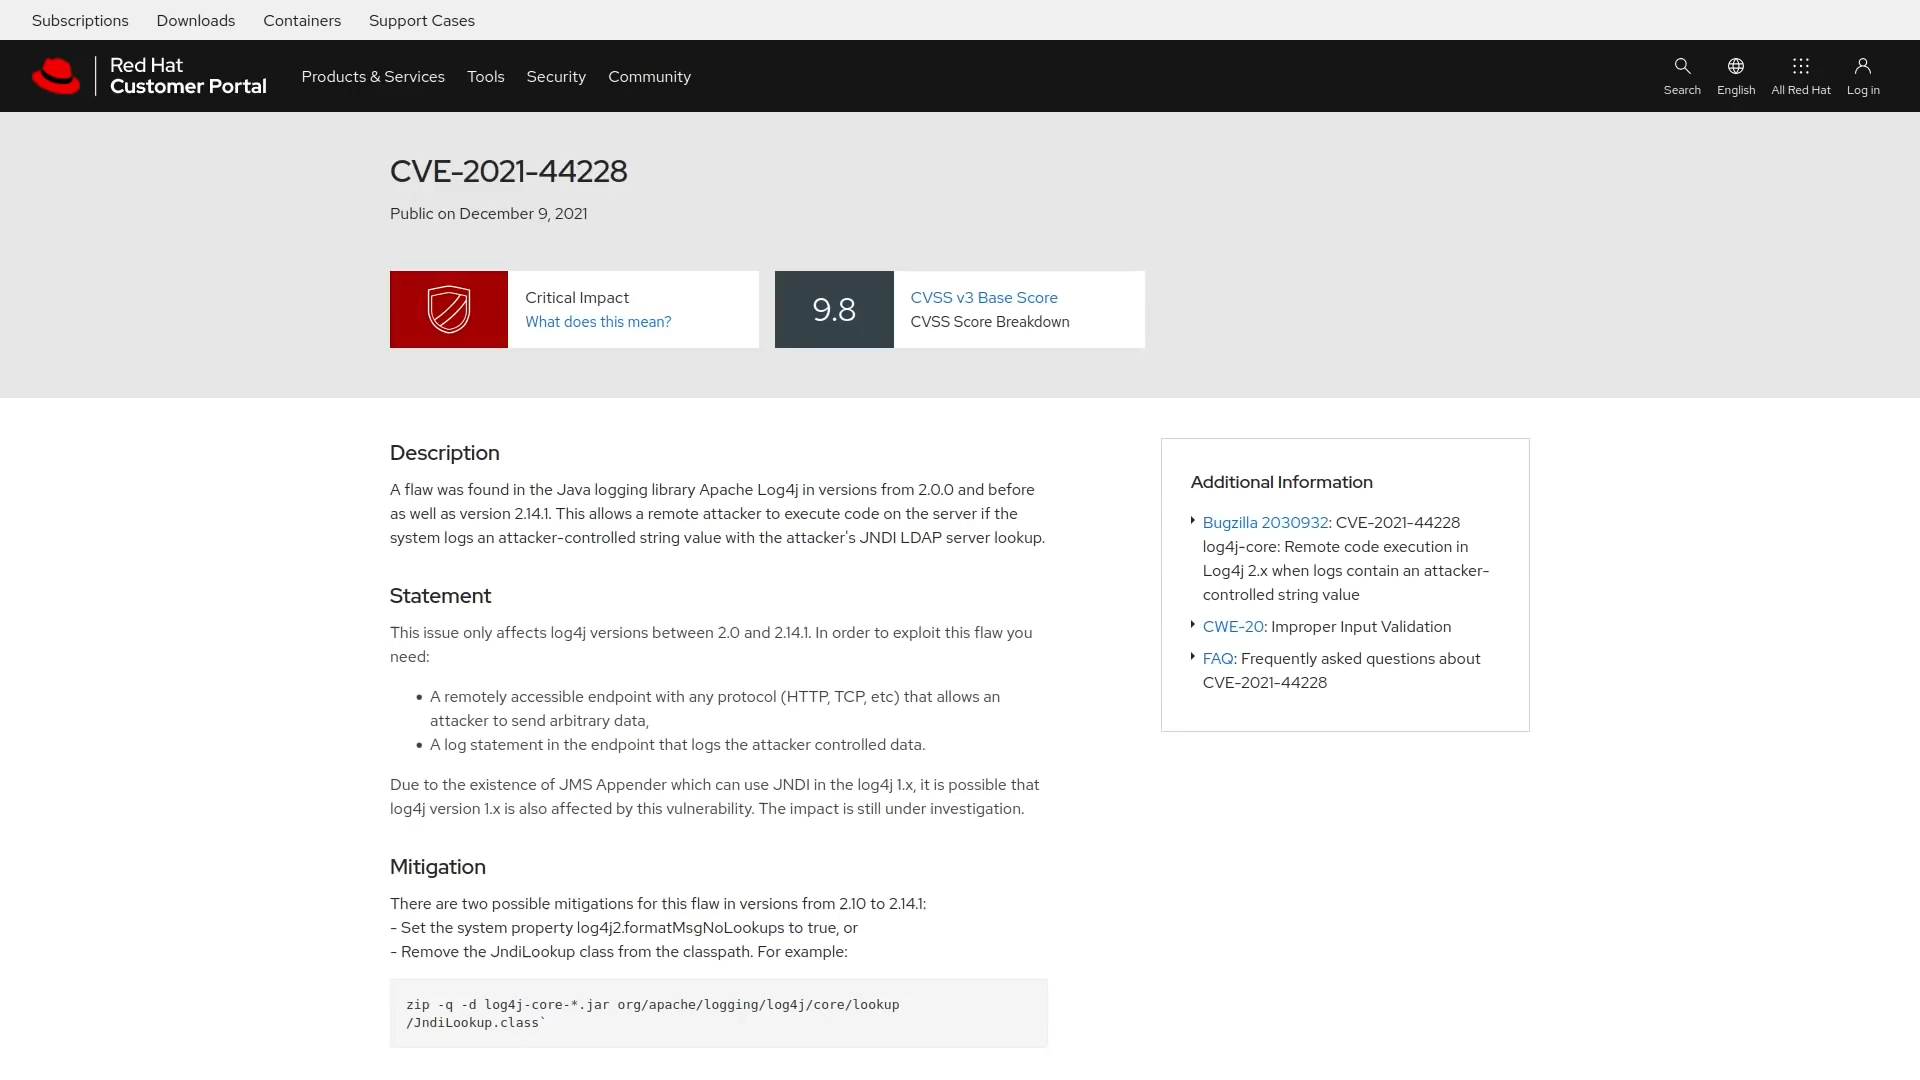 Subscriptions Downloads Containers Support Cases
Red Hat
Customer Portal
Products & Services Tools Security Community
Search English All Red Hat Log in
CVE-2021-44228
Public on December 9, 2021
Critical Impact
What does this mean?
9.8
CVSS v3 Base Score
CVSS Score Breakdown
Description
A flaw was found in the Java logging library Apache Log4j in versions from 2.0.0 and before
as well as version 2.14.1. This allows a remote attacker to execute code on the server if the
system logs an attacker-controlled string value with the attacker's JNDI LDAP server lookup.
Statement
This issue only affects log4j versions between 2.0 and 2.14.1. In order to exploit this flaw you
need:
• A remotely accessible endpoint with any protocol (HTTP, TCP, etc) that allows an
attacker to send arbitrary data,
• A log statement in the endpoint that logs the attacker controlled data.
Due to the existence of JMS Appender which can use JNDI in the log4j 1.x, it is possible that
log4j version 1.x is also affected by this vulnerability. The impact is still under investigation.
Mitigation
There are two possible mitigations for this flaw in versions from 2.10 to 2.14.1:
- Set the system property log4j2.formatMsgNoLookups to true, or
- Remove the JndiLookup class from the classpath. For example:
zip -q -d log4j-core-*.jar org/apache/logging/log4j/core/lookup
/JndiLookup.class`
Additional Information
Bugzilla 2030932: CVE-2021-44228
log4j-core: Remote code execution in
Log4j 2.x when logs contain an attacker-
controlled string value
CWE-20: Improper Input Validation
FAQ: Frequently asked questions about
CVE-2021-44228